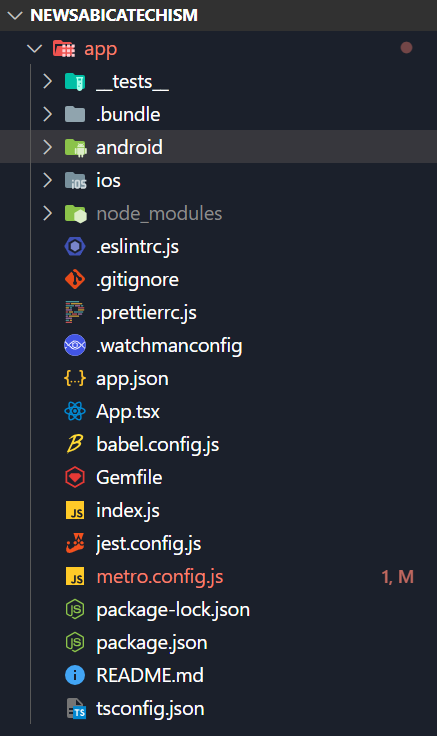 NEWSABICATECHISM
app
__tests__
.bundle
android
ios
node_modules
.eslintrc.js
.gitignore
.prettierrc.js
.watchmanconfig
app.json
App.tsx
babel.config.js
Gemfile
index.js
jest.config.js
metro.config.js 1, M
package-lock.json
package.json
README.md
tsconfig.json